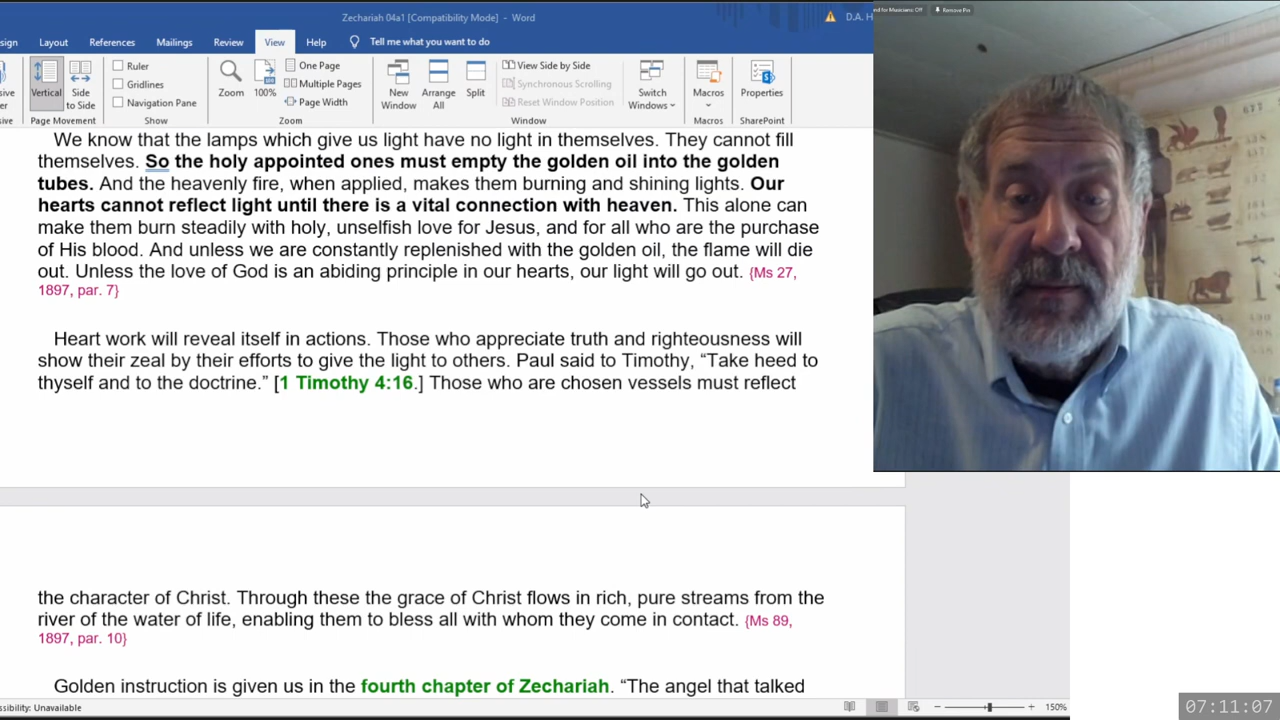 Zechariah 04a1 [Compatibility Mode] - Word
D.A. H
nd for Musicians: Off
Remove Pin
sign Layout References Mailings Review View Help Tell me what you want to do
Vertical
Side to Side
Page Movement
Ruler
Gridlines
Navigation Pane
Show
Zoom
100%
One Page
Multiple Pages
Page Width
Zoom
New Window
Arrange All
Split
View Side by Side
Synchronous Scrolling
Reset Window Position
Window
Switch Windows
Macros
Macros
Properties
SharePoint
We know that the lamps which give us light have no light in themselves. They cannot fill
themselves. So the holy appointed ones must empty the golden oil into the golden
tubes. And the heavenly fire, when applied, makes them burning and shining lights. Our
hearts cannot reflect light until there is a vital connection with heaven. This alone can
make them burn steadily with holy, unselfish love for Jesus, and for all who are the purchase
of His blood. And unless we are constantly replenished with the golden oil, the flame will die
out. Unless the love of God is an abiding principle in our hearts, our light will go out. {Ms 27,
1897, par. 7}
Heart work will reveal itself in actions. Those who appreciate truth and righteousness will
show their zeal by their efforts to give the light to others. Paul said to Timothy, “Take heed to
thyself and to the doctrine.” [1 Timothy 4:16.] Those who are chosen vessels must reflect
the character of Christ. Through these the grace of Christ flows in rich, pure streams from the
river of the water of life, enabling them to bless all with whom they come in contact. {Ms 89,
1897, par. 10}
Golden instruction is given us in the fourth chapter of Zechariah. “The angel that talked
ssibility: Unavailable
150%
07:11:07